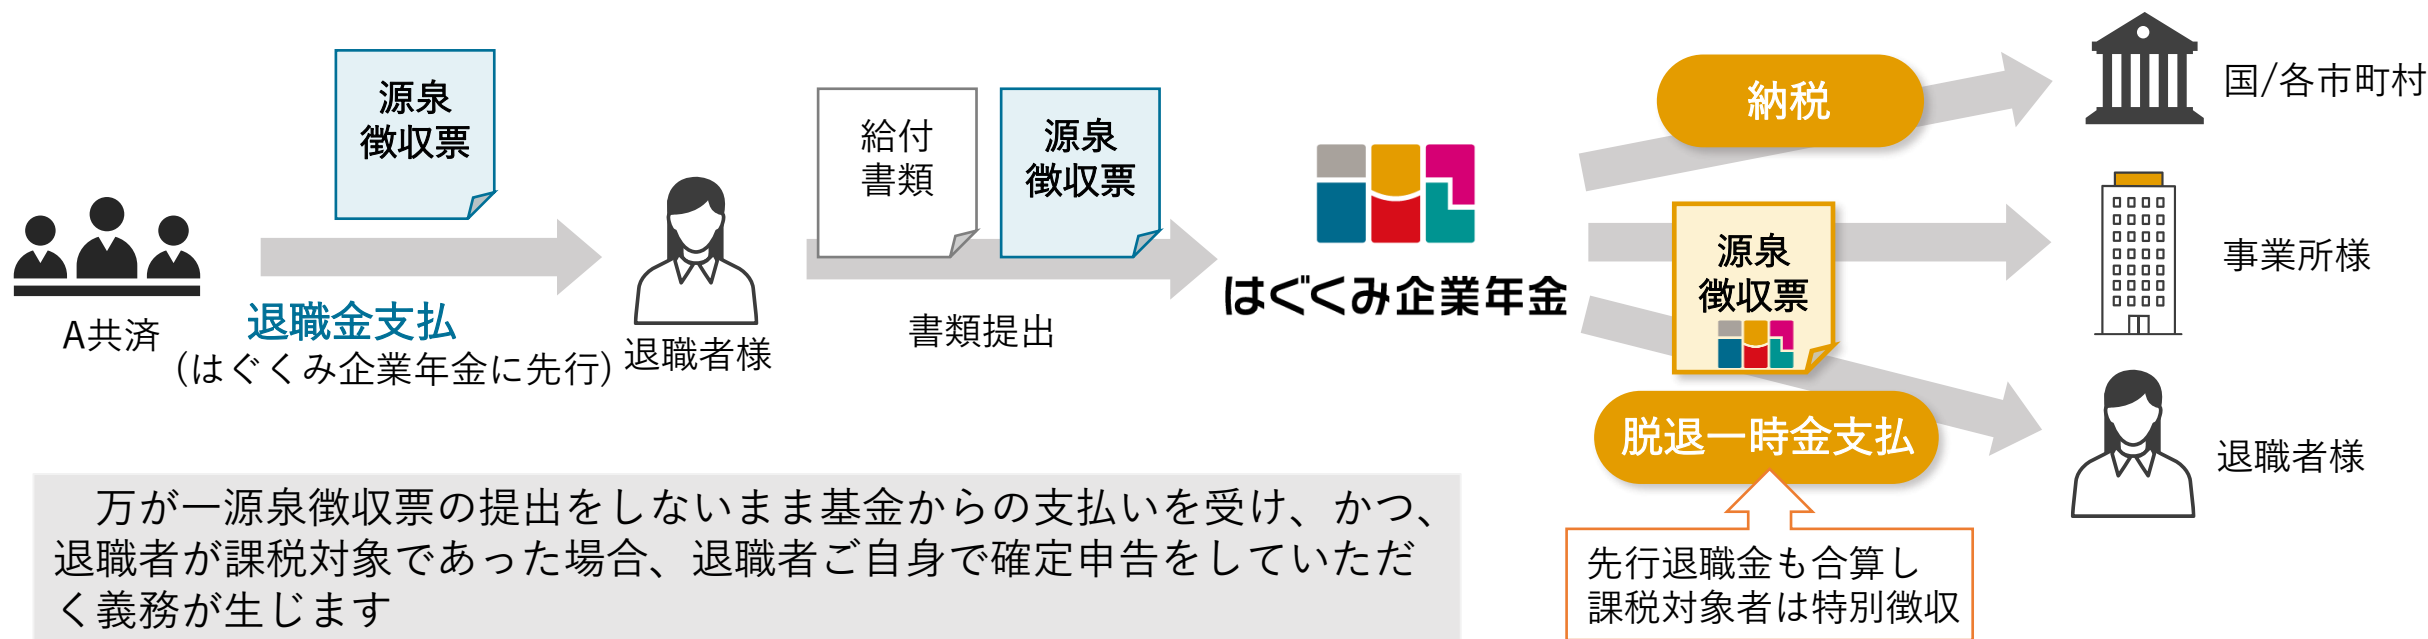 源泉
徴収票
A共済
退職金支払
(はぐくみ企業年金に先行)
退職者様
給付
書類
源泉
徴収票
書類提出
はぐくみ企業年金
納税
国/各市町村
源泉
徴収票
事業所様
脱退一時金支払
退職者様
先行退職金も合算し
課税対象者は特別徴収
万が一源泉徴収票の提出をしないまま基金からの支払いを受け、かつ、
退職者が課税対象であった場合、退職者ご自身で確定申告をしていただ
く義務が生じます